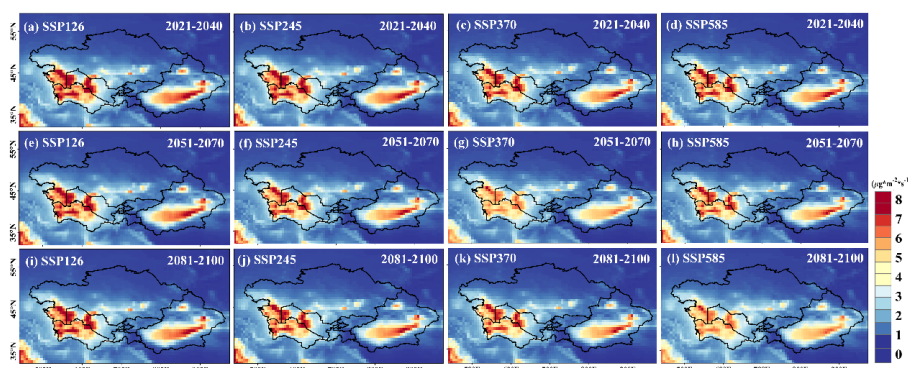 (a) SSP126 2021-2040
(b) SSP245 2021-2040
(c) SSP370 2021-2040
(d) SSP585 2021-2040
55°N
45°N
35°N
(e) SSP126 2051-2070
(f) SSP245 2051-2070
(g) SSP370 2051-2070
(h) SSP585 2051-2070
55°N
45°N
35°N
(i) SSP126 2081-2100
(j) SSP245 2081-2100
(k) SSP370 2081-2100
(l) SSP585 2081-2100
55°N
45°N
35°N
(μg*m⁻²*s⁻¹
8
7
6
5
4
3
2
1
0